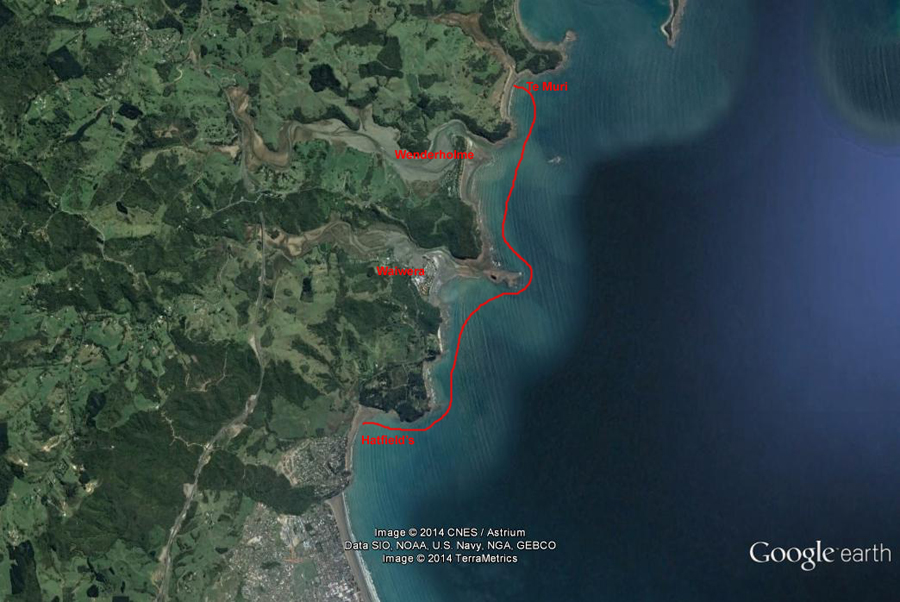 Te Muri
Wenderholme
Waiwera
Hatfield's
Image © 2014 CNES / Astrium
Data SIO, NOAA, U.S. Navy, NGA, GEBCO
Image © 2014 TerraMetrics
Google earth